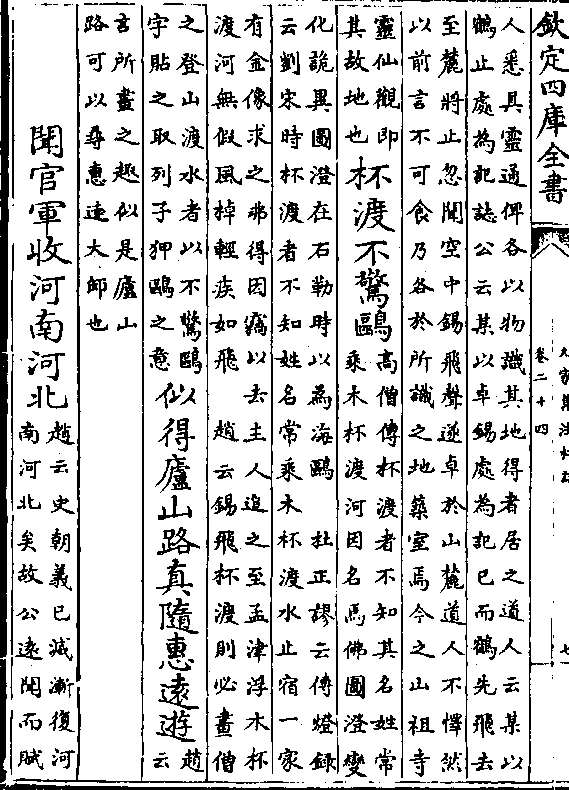 欽定四庫全書
九家集注杜詩
卷二十四
七
人悉具靈通俾各以物識其地得者居之道人云某以
鶴止處為記誌公云某以卓錫處為記已而鶴先飛去
至麓將止忽聞空中錫飛聲遂卓於山麓道人不懌然
以前言不可食乃各於所識之地築室焉今之山祖寺
靈仙觀即
其故地也
杯渡不驚鷗
高僧傳杯渡者不知其名姓常
乘木杯渡河因名焉佛圖澄變
化詭異圖澄在石勒時以為海鷗 杜正謬云傳燈録
云劉宋時杯渡者不知姓名常乘木杯渡水止宿一家
有金像求之弗得因竊以去主人追之至孟津浮木杯
渡河無假風棹輕疾如飛 趙云錫飛杯渡則必畫僧
之登山渡水者以不驚鷗
字貼之取列子狎鷗之意
似得廬山路真隨惠遠遊
趙
云
言所畫之趣似是廬山
路可以尋惠遠大師也
聞官軍收河南河北
趙云史朝義已滅漸復河
南河北矣故公遠聞而賦